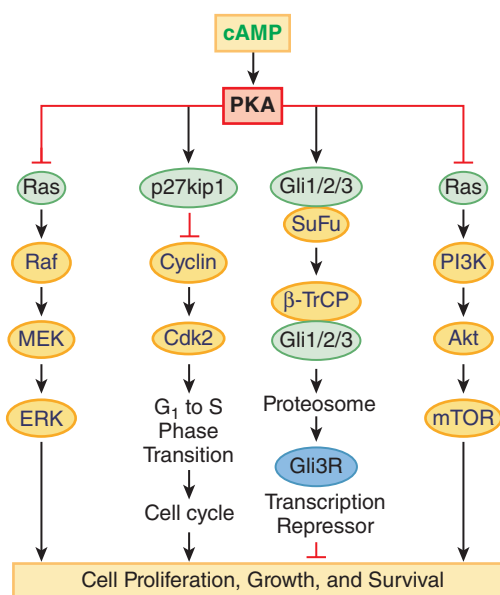 cAMP
PKA
Ras
Raf
MEK
ERK
p27kip1
Cyclin
Cdk2
G₁ to S
Phase
Transition
Cell cycle
Gli1/2/3
SuFu
β-TrCP
Gli1/2/3
Proteosome
Gli3R
Transcription
Repressor
Ras
PI3K
Akt
mTOR
Cell Proliferation, Growth, and Survival